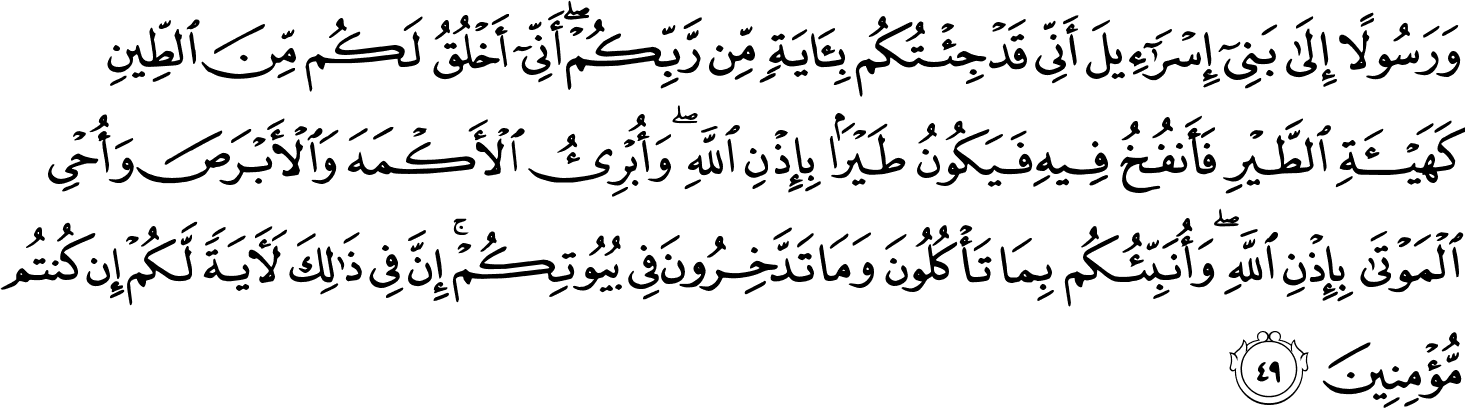 وَرَسُولًا إِلَىٰ بَنِىٓ إِسْرَٰٓءِيلَ أَنِّى قَدْ جِئْتُكُم بِـَٔايَةٍ مِّن رَّبِّكُمْ ۖ أَنِّىٓ أَخْلُقُ لَكُم مِّنَ ٱلطِّينِ
كَهَيْـَٔةِ ٱلطَّيْرِ فَأَنفُخُ فِيهِ فَيَكُونُ طَيْرًۢا بِإِذْنِ ٱللَّهِ ۖ وَأُبْرِئُ ٱلْأَكْمَهَ وَٱلْأَبْرَصَ وَأُحْىِ
ٱلْمَوْتَىٰ بِإِذْنِ ٱللَّهِ ۖ وَأُنَبِّئُكُم بِمَا تَأْكُلُونَ وَمَا تَدَّخِرُونَ فِى بُيُوتِكُمْ ۚ إِنَّ فِى ذَٰلِكَ لَـَٔايَةً لَّكُمْ إِن كُنتُم
مُّؤْمِنِينَ ٤٩